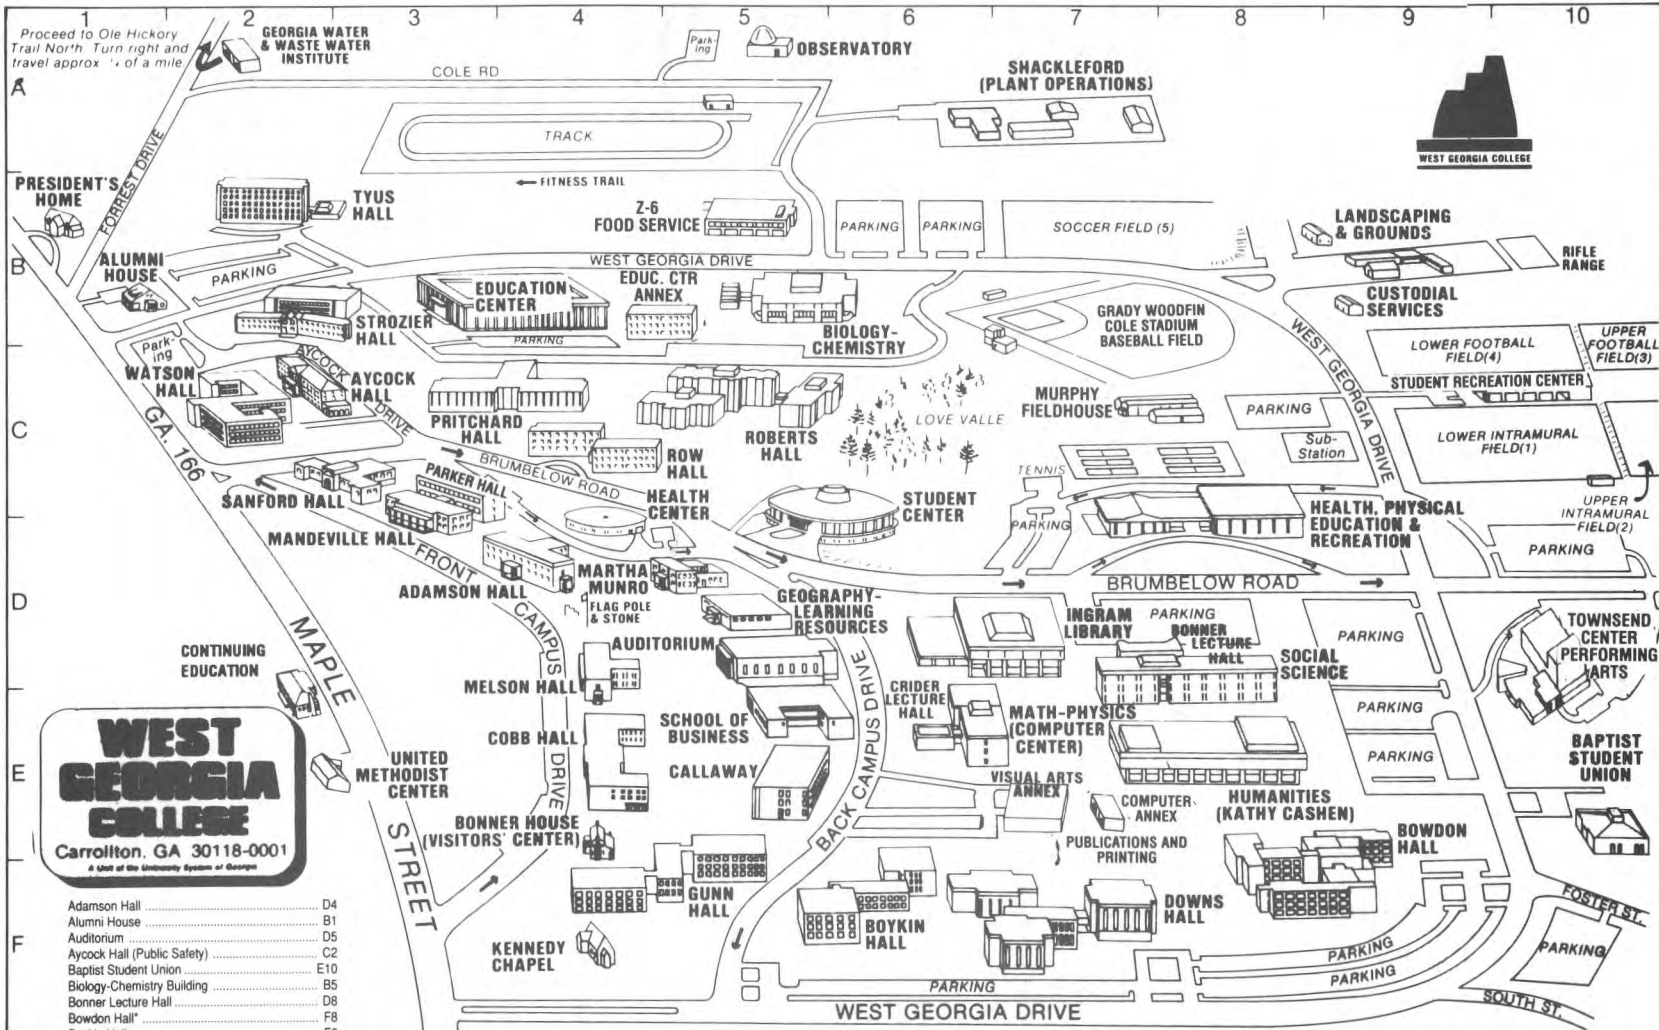 1 2 3 4 5 6 7 8 9 10
Proceed to Ole Hickory
Trail North. Turn right and
travel approx of a mile
GEORGIA WATER
& WASTE WATER
INSTITUTE
Park-
ing
OBSERVATORY
COLE RD
SHACKLEFORD
(PLANT OPERATIONS)
A
TRACK
WEST GEORGIA COLLEGE
FORREST DRIVE
FITNESS TRAIL
PRESIDENT'S
HOME
TYUS
HALL
Z-6
FOOD SERVICE
PARKING
PARKING
SOCCER FIELD (5)
LANDSCAPING
& GROUNDS
RIFLE
RANGE
B
ALUMNI
HOUSE
PARKING
WEST GEORGIA DRIVE
EDUCATION
CENTER
EDUC. CTR
ANNEX
CUSTODIAL
SERVICES
STROZIER
HALL
PARKING
BIOLOGY-
CHEMISTRY
GRADY WOODFIN
COLE STADIUM
BASEBALL FIELD
WEST GEORGIA DRIVE
LOWER FOOTBALL
FIELD(4)
UPPER
FOOTBALL
FIELD(3)
Park-
ing
WATSON
HALL
AYCOCK
DRIVE
AYCOCK
HALL
STUDENT RECREATION CENTER
MURPHY
FIELDHOUSE
PARKING
GA. 166
C
PRITCHARD
HALL
ROBERTS
HALL
LOVE VALLE
Sub-
Station
LOWER INTRAMURAL
FIELD(1)
ROW
HALL
BRUMBELOW ROAD
PARKER HALL
TENNIS
SANFORD HALL
HEALTH
CENTER
STUDENT
CENTER
PARKING
HEALTH, PHYSICAL
EDUCATION &
RECREATION
UPPER
INTRAMURAL
FIELD(2)
MANDEVILLE HALL
PARKING
FRONT
CAMPUS
DRIVE
ADAMSON HALL
MARTHA
MUNRO
BRUMBELOW ROAD
D
FLAG POLE
& STONE
GEOGRAPHY-
LEARNING
RESOURCES
INGRAM
LIBRARY
PARKING
BONNER
LECTURE
HALL
PARKING
TOWNSEND
CENTER
PERFORMING
ARTS
MAPLE
STREET
CONTINUING
EDUCATION
AUDITORIUM
SOCIAL
SCIENCE
MELSON HALL
CRIDER
LECTURE
HALL
PARKING
WEST
GEORGIA
COLLEGE
Carrollton, GA 30118-0001
A Unit of the University System of Georgia
SCHOOL OF
BUSINESS
BACK CAMPUS DRIVE
MATH-PHYSICS
(COMPUTER
CENTER)
COBB HALL
PARKING
BAPTIST
STUDENT
UNION
E
UNITED
METHODIST
CENTER
CALLAWAY
VISUAL ARTS
ANNEX
COMPUTER
ANNEX
HUMANITIES
(KATHY CASHEN)
BONNER HOUSE
(VISITORS' CENTER)
PUBLICATIONS AND
PRINTING
BOWDON
HALL
GUNN
HALL
BOYKIN
HALL
DOWNS
HALL
FOSTER ST.
F
KENNEDY
CHAPEL
PARKING
PARKING
PARKING
PARKING
WEST GEORGIA DRIVE
SOUTH ST.
Adamson Hall D4
Alumni House B1
Auditorium D5
Aycock Hall (Public Safety) C2
Baptist Student Union E10
Biology-Chemistry Building B5
Bonner Lecture Hall D8
Bowdon Hall* F8